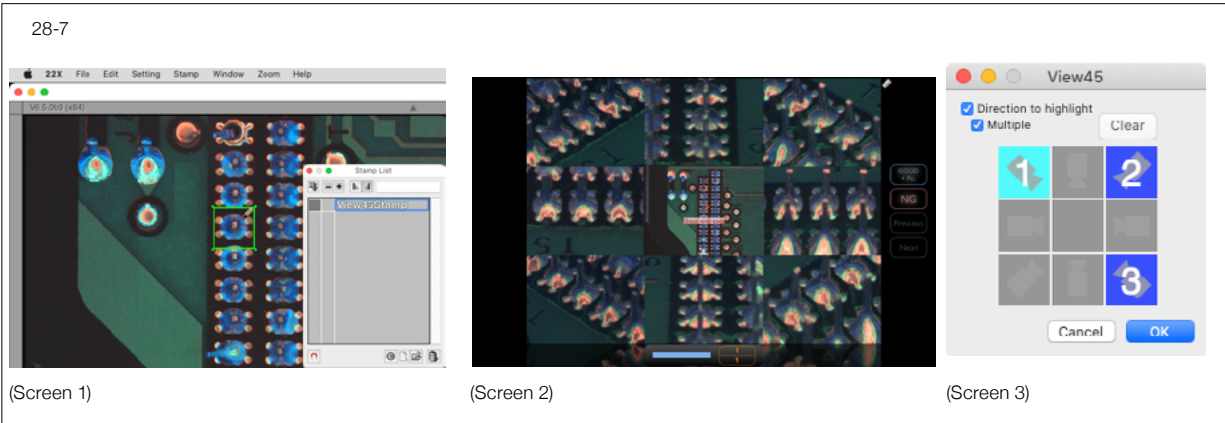 28-7
22X File Edit Setting Stamp Window Zoom Help
V6.5.0b3 (x64)
Stamp List
View45Stamp
GOOD
NG
Previous
Next
View45
Direction to highlight
Multiple
Clear
1
2
3
Cancel
OK
(Screen 1)
(Screen 2)
(Screen 3)